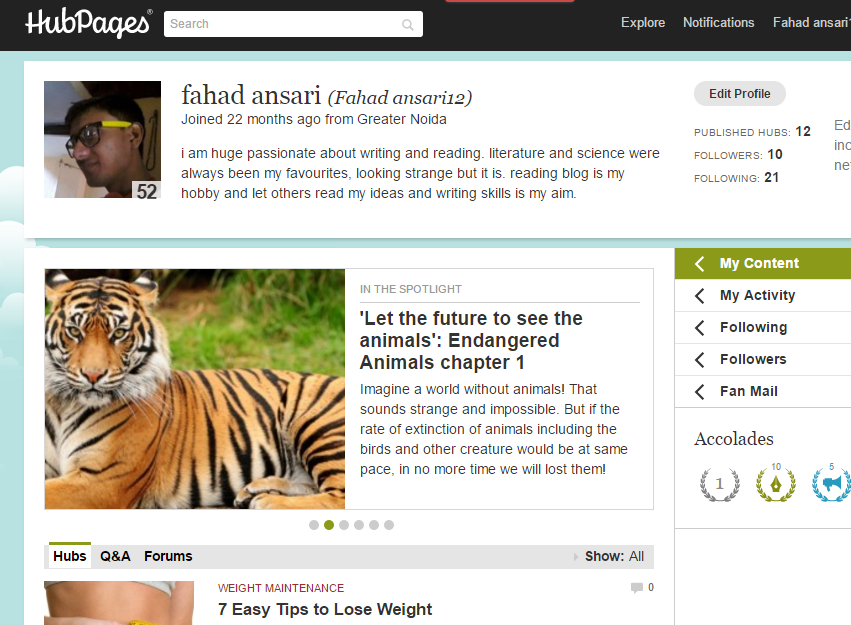 HubPages®
Search
Explore Notifications Fahad ansari1
fahad ansari (Fahad ansari12)
Joined 22 months ago from Greater Noida
i am huge passionate about writing and reading. literature and science were
always been my favourites, looking strange but it is. reading blog is my
hobby and let others read my ideas and writing skills is my aim.
52
Edit Profile
PUBLISHED HUBS: 12
FOLLOWERS: 10
FOLLOWING: 21
IN THE SPOTLIGHT
'Let the future to see the
animals': Endangered
Animals chapter 1
Imagine a world without animals! That
sounds strange and impossible. But if the
rate of extinction of animals including the
birds and other creature would be at same
pace, in no more time we will lost them!
My Content
My Activity
Following
Followers
Fan Mail
Accolades
1 10 5
Hubs Q&A Forums Show: All
WEIGHT MAINTENANCE 0
7 Easy Tips to Lose Weight